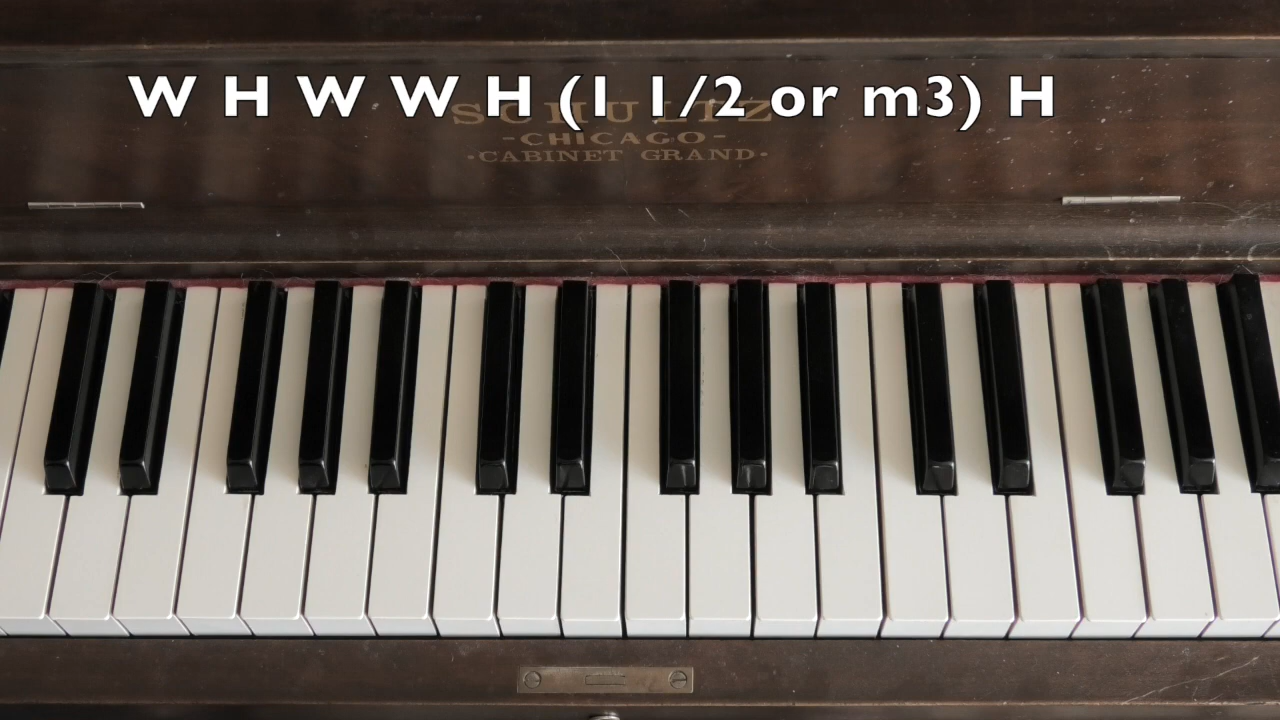 W H W W H (1 1/2 or m3) H
SCHULTZ
-CHICAGO-
·CABINET GRAND·